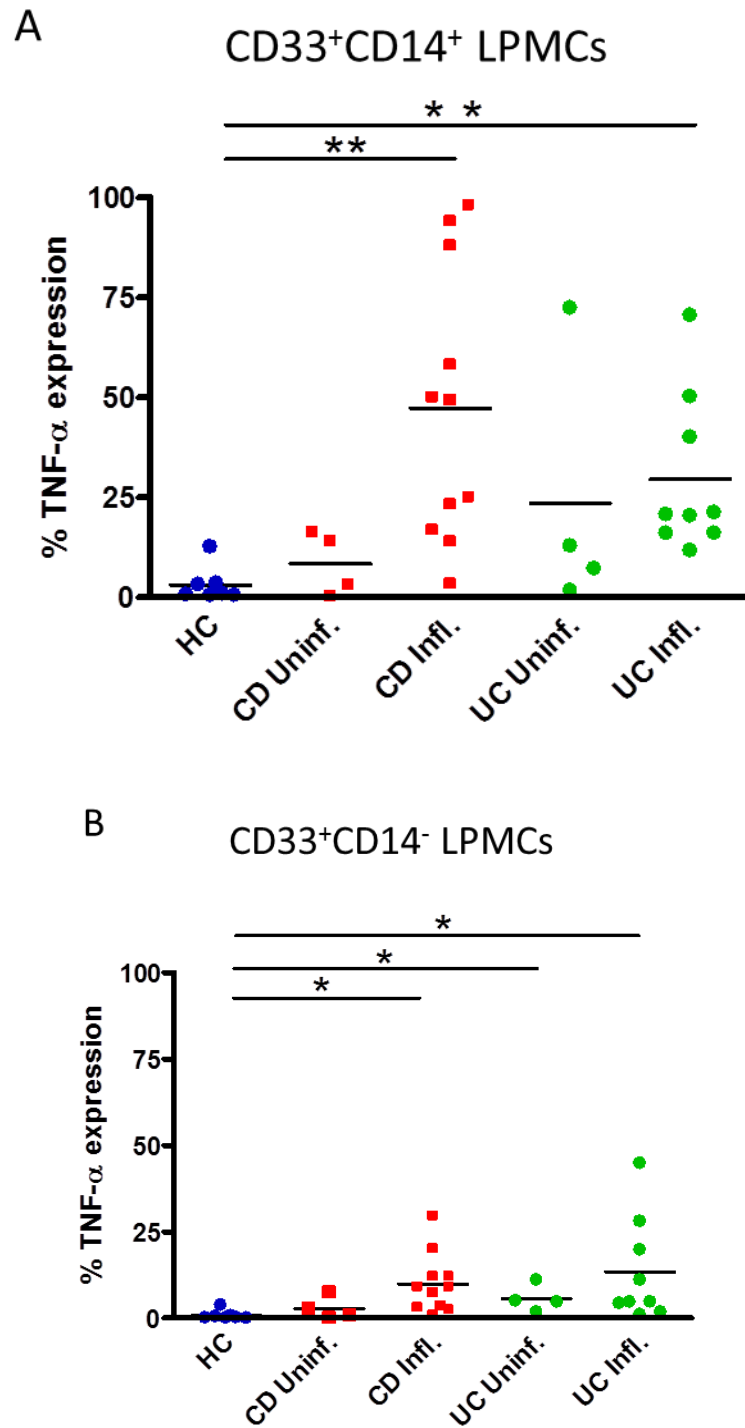 A
CD33⁺CD14⁺ LPMCs
* *
**
100
75
50
25
0
% TNF-α expression
HC
CD Uninf.
CD Infl.
UC Uninf.
UC Infl.
B
CD33⁺CD14⁻ LPMCs
*
*
*
100
75
50
25
0
% TNF-α expression
HC
CD Uninf.
CD Infl.
UC Uninf.
UC Infl.